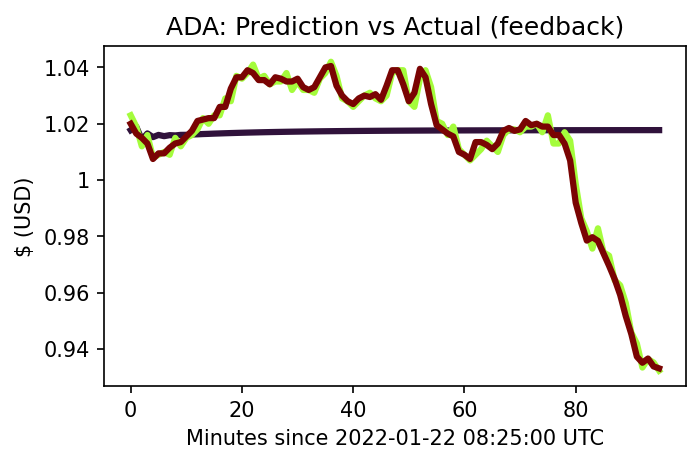 ADA: Prediction vs Actual (feedback)
1.04
1.02
1
0.98
0.96
0.94
$ (USD)
0 20 40 60 80
Minutes since 2022-01-22 08:25:00 UTC